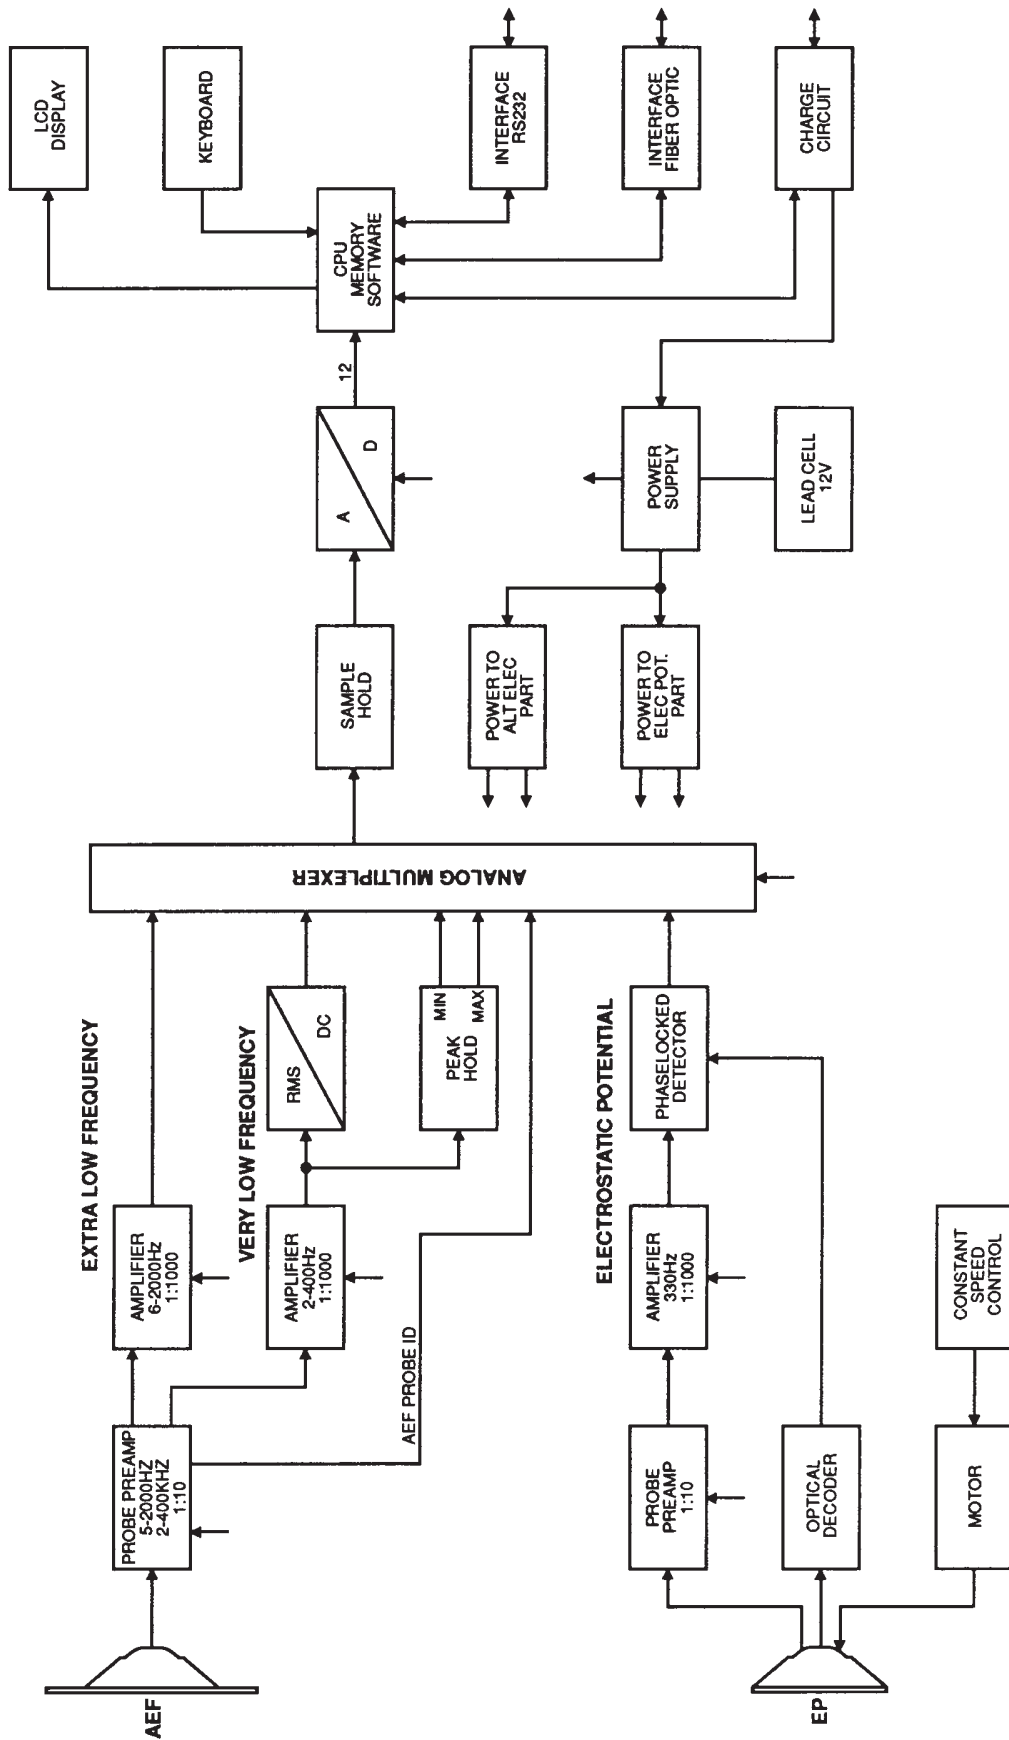 AEF
PROBE PREAMP
5-2000HZ
2-400KHZ
1:10
EXTRA LOW FREQUENCY
AMPLIFIER
6-2000Hz
1:1000
VERY LOW FREQUENCY
AMPLIFIER
2-400Hz
1:1000
RMS
DC
PEAK
HOLD
MIN
MAX
AEF PROBE ID
ELECTROSTATIC POTENTIAL
EP
PROBE
PREAMP
1:10
AMPLIFIER
330Hz
1:1000
PHASELOCKED
DETECTOR
OPTICAL
DECODER
MOTOR
CONSTANT
SPEED
CONTROL
ANALOG MULTIPLEXER
SAMPLE
HOLD
A
D
12
CPU
MEMORY
SOFTWARE
LCD
DISPLAY
KEYBOARD
INTERFACE
RS232
INTERFACE
FIBER OPTIC
CHARGE
CIRCUIT
POWER TO
ALT ELEC
PART
POWER TO
ELEC POT.
PART
POWER
SUPPLY
LEAD CELL
12V